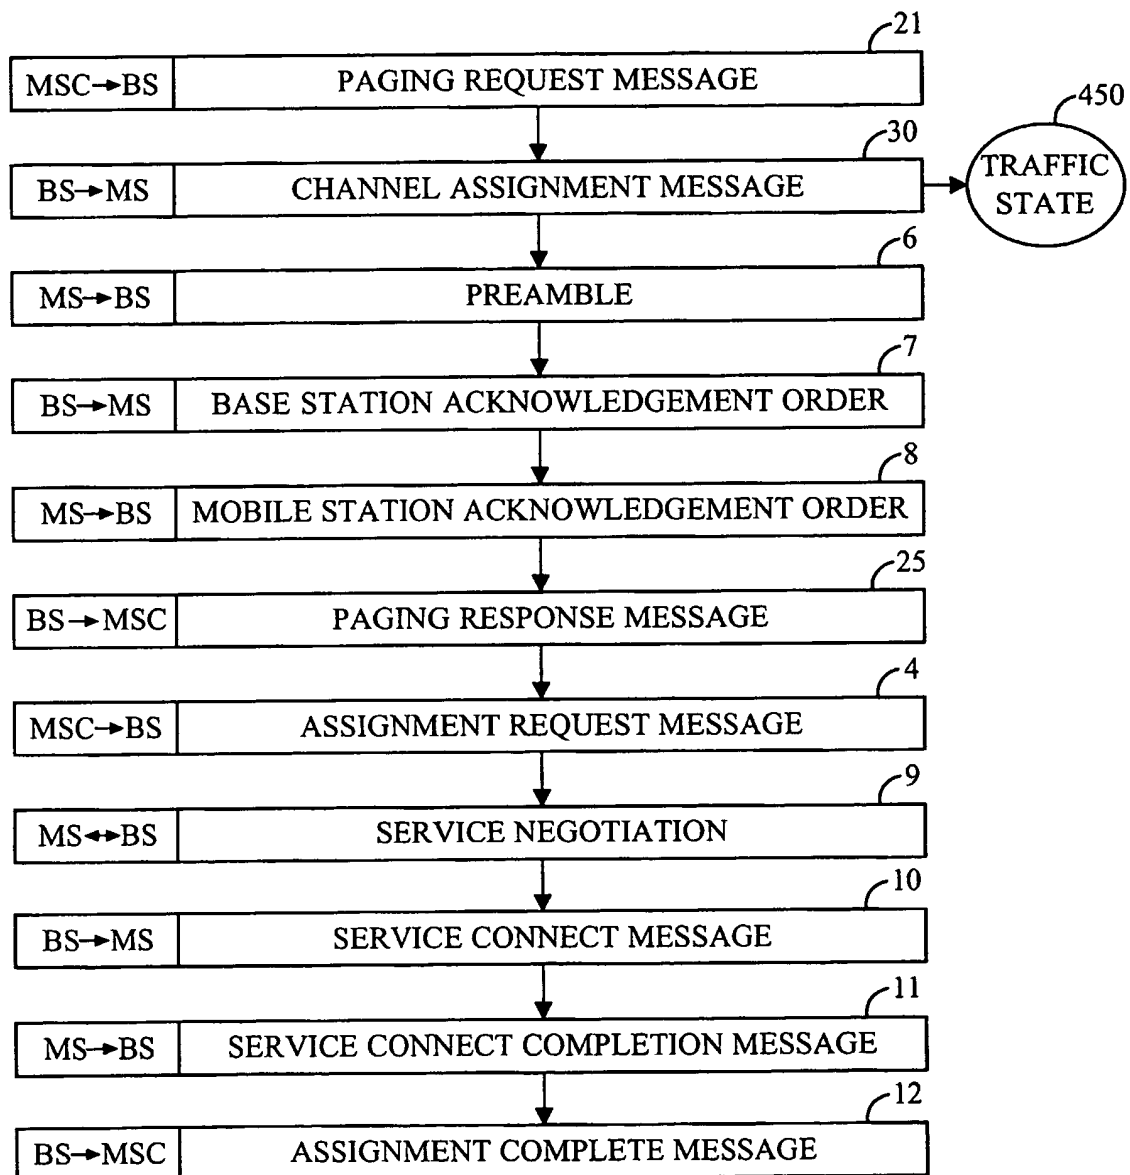 21
MSC→BS PAGING REQUEST MESSAGE
450
30
BS→MS CHANNEL ASSIGNMENT MESSAGE
TRAFFIC
STATE
6
MS→BS PREAMBLE
7
BS→MS BASE STATION ACKNOWLEDGEMENT ORDER
8
MS→BS MOBILE STATION ACKNOWLEDGEMENT ORDER
25
BS→MSC PAGING RESPONSE MESSAGE
4
MSC→BS ASSIGNMENT REQUEST MESSAGE
9
MS↔BS SERVICE NEGOTIATION
10
BS→MS SERVICE CONNECT MESSAGE
11
MS→BS SERVICE CONNECT COMPLETION MESSAGE
12
BS→MSC ASSIGNMENT COMPLETE MESSAGE